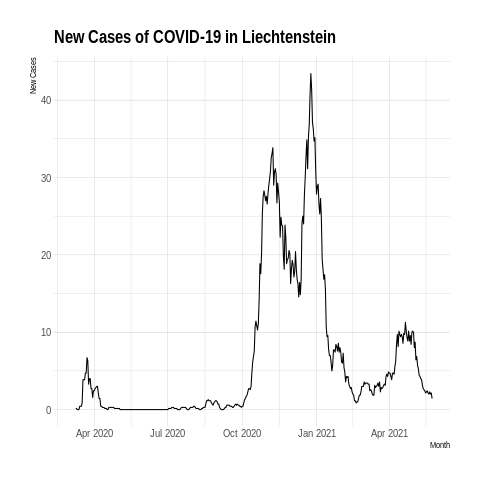 New Cases of COVID-19 in Liechtenstein
New Cases
40
30
20
10
0
Apr 2020 Jul 2020 Oct 2020 Jan 2021 Apr 2021
Month